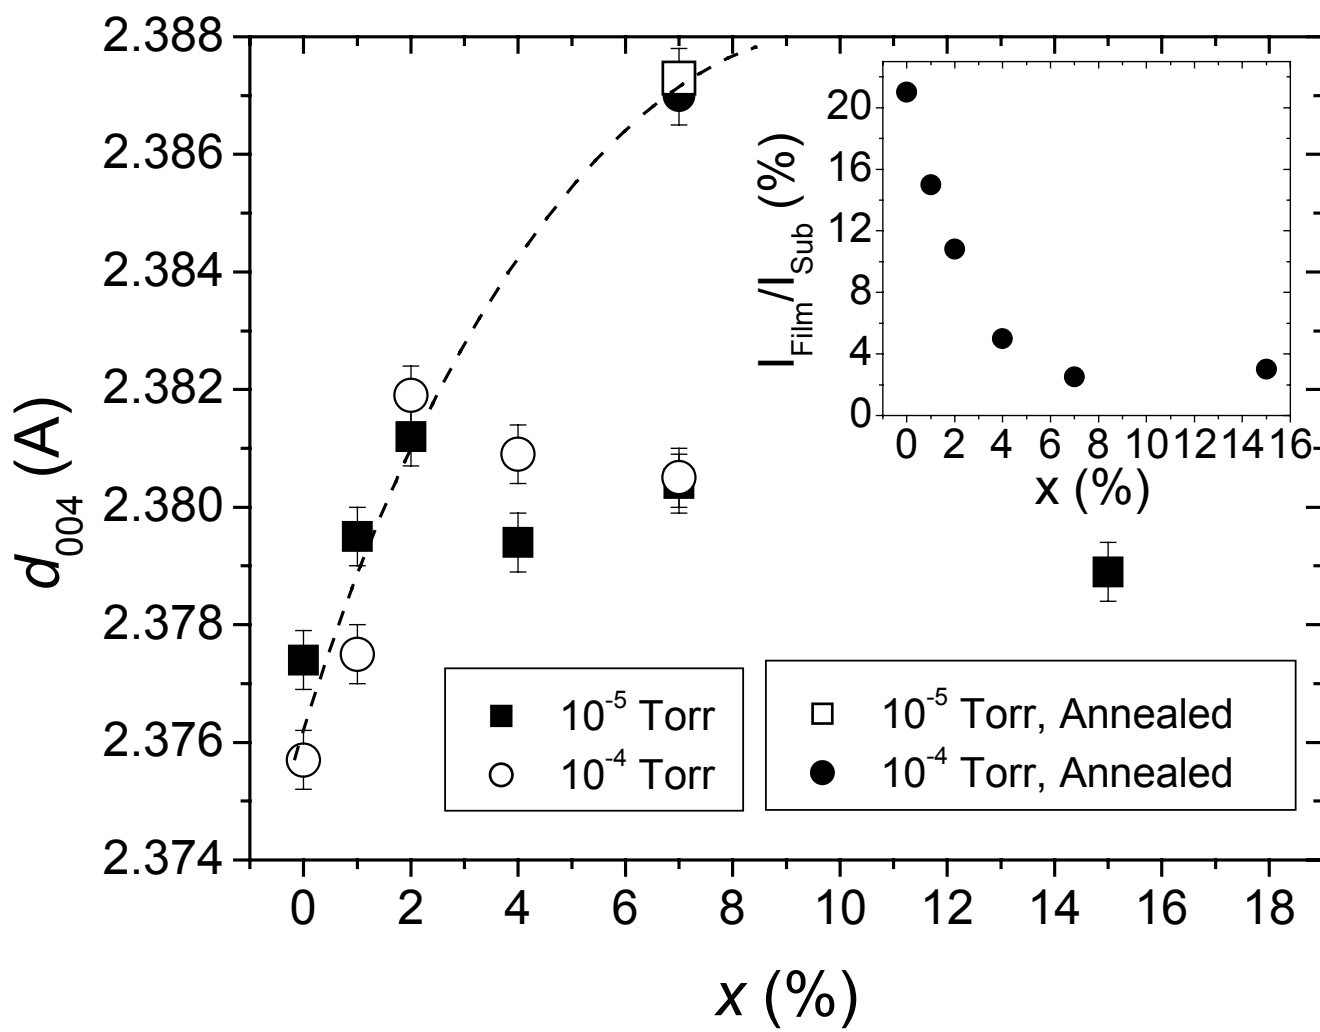 2.388
2.386
2.384
2.382
2.380
2.378
2.376
2.374
d004 (A)
0 2 4 6 8 10 12 14 16 18
x (%)
20
16
12
8
4
0
IFilm/ISub (%)
0 2 4 6 8 10 12 14 16
x (%)
10-5 Torr
10-4 Torr
10-5 Torr, Annealed
10-4 Torr, Annealed